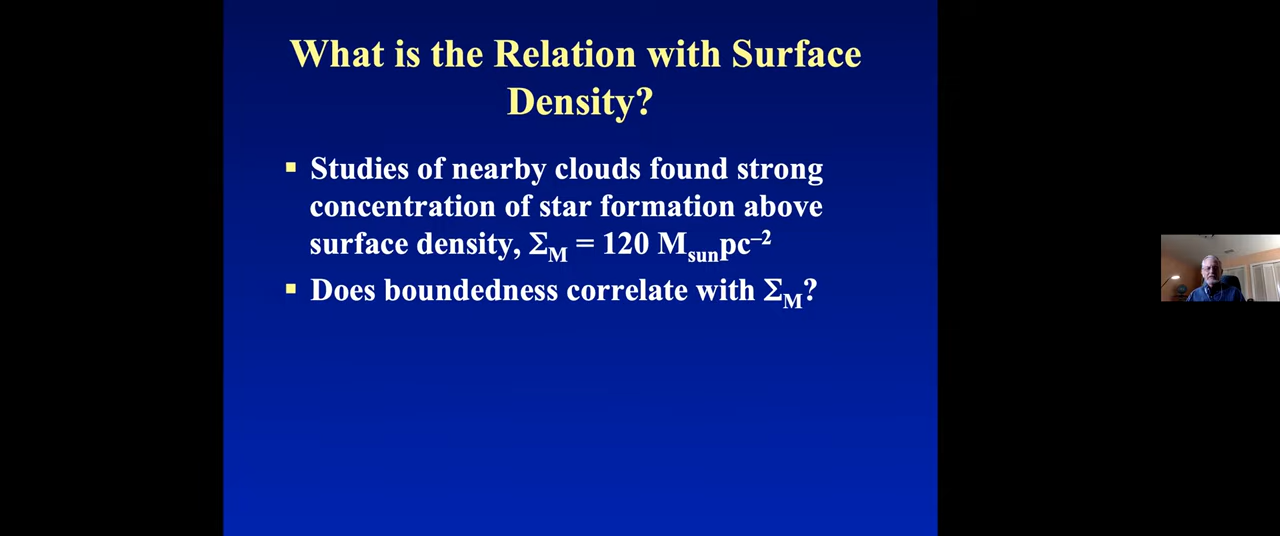 What is the Relation with Surface
Density?
▪ Studies of nearby clouds found strong
concentration of star formation above
surface density, Σ_M = 120 M_sun pc⁻²
▪ Does boundedness correlate with Σ_M?